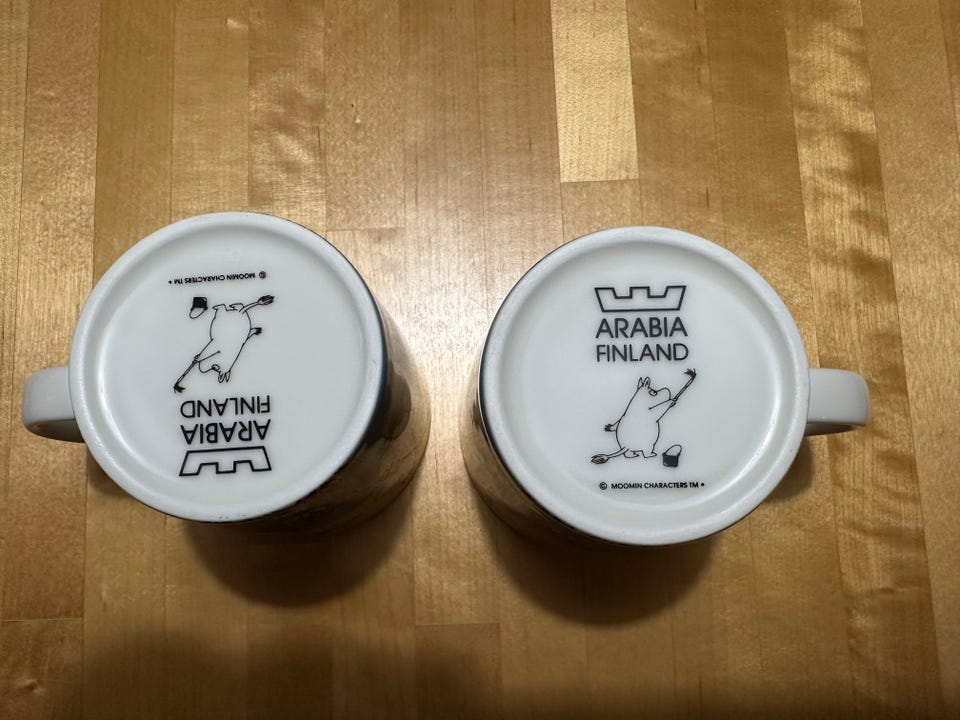 © MOOMIN CHARACTERS TM •
ARABIA
FINLAND
ARABIA
FINLAND
© MOOMIN CHARACTERS TM •